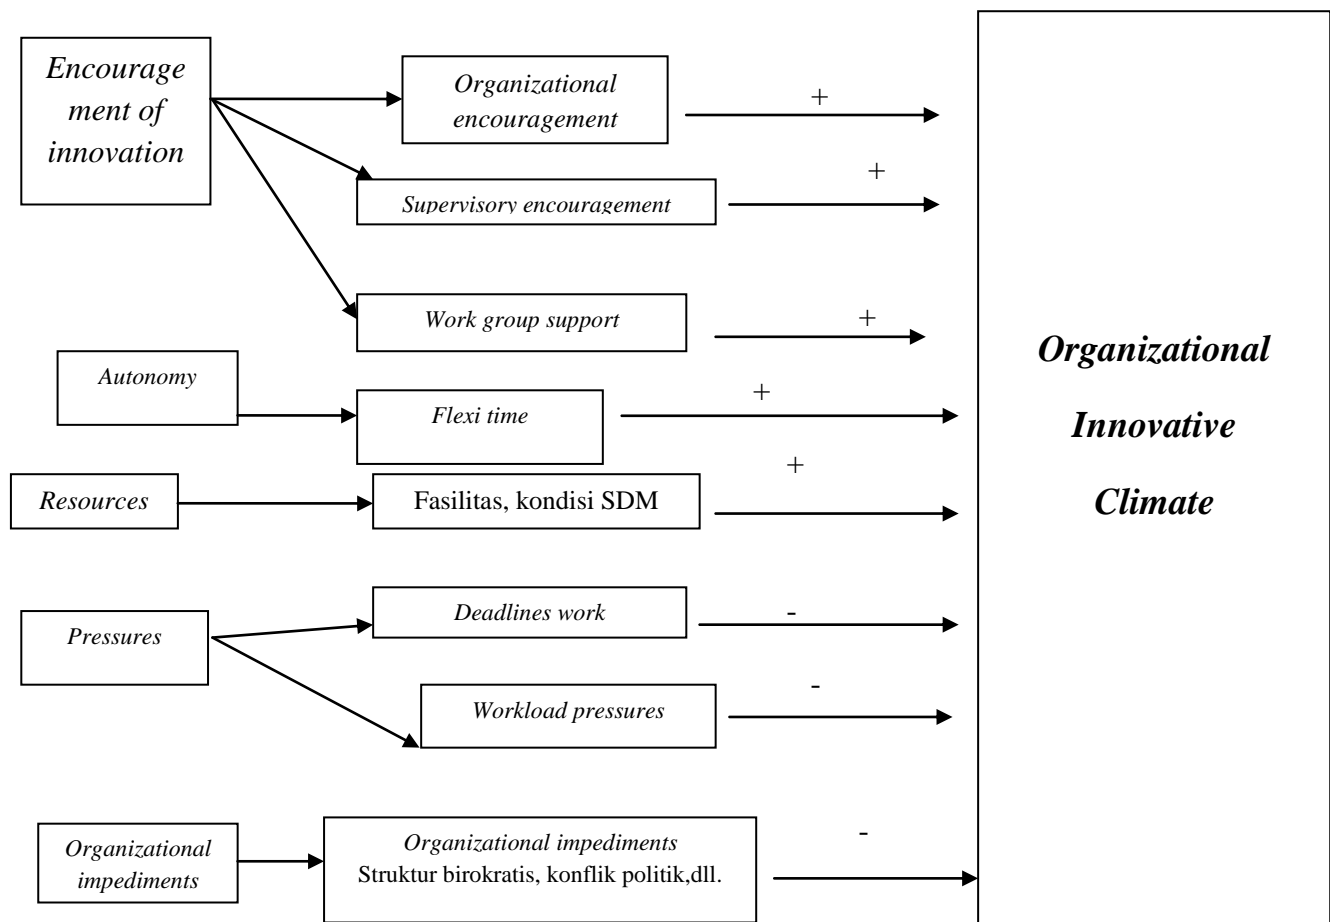 Encourage
ment of
innovation
Organizational
encouragement
+
Supervisory encouragement
+
Work group support
+
Autonomy
Flexi time
+
Resources
Fasilitas, kondisi SDM
+
Pressures
Deadlines work
-
Workload pressures
-
Organizational
impediments
Organizational impediments
Struktur birokratis, konflik politik,dll.
-
Organizational
Innovative
Climate